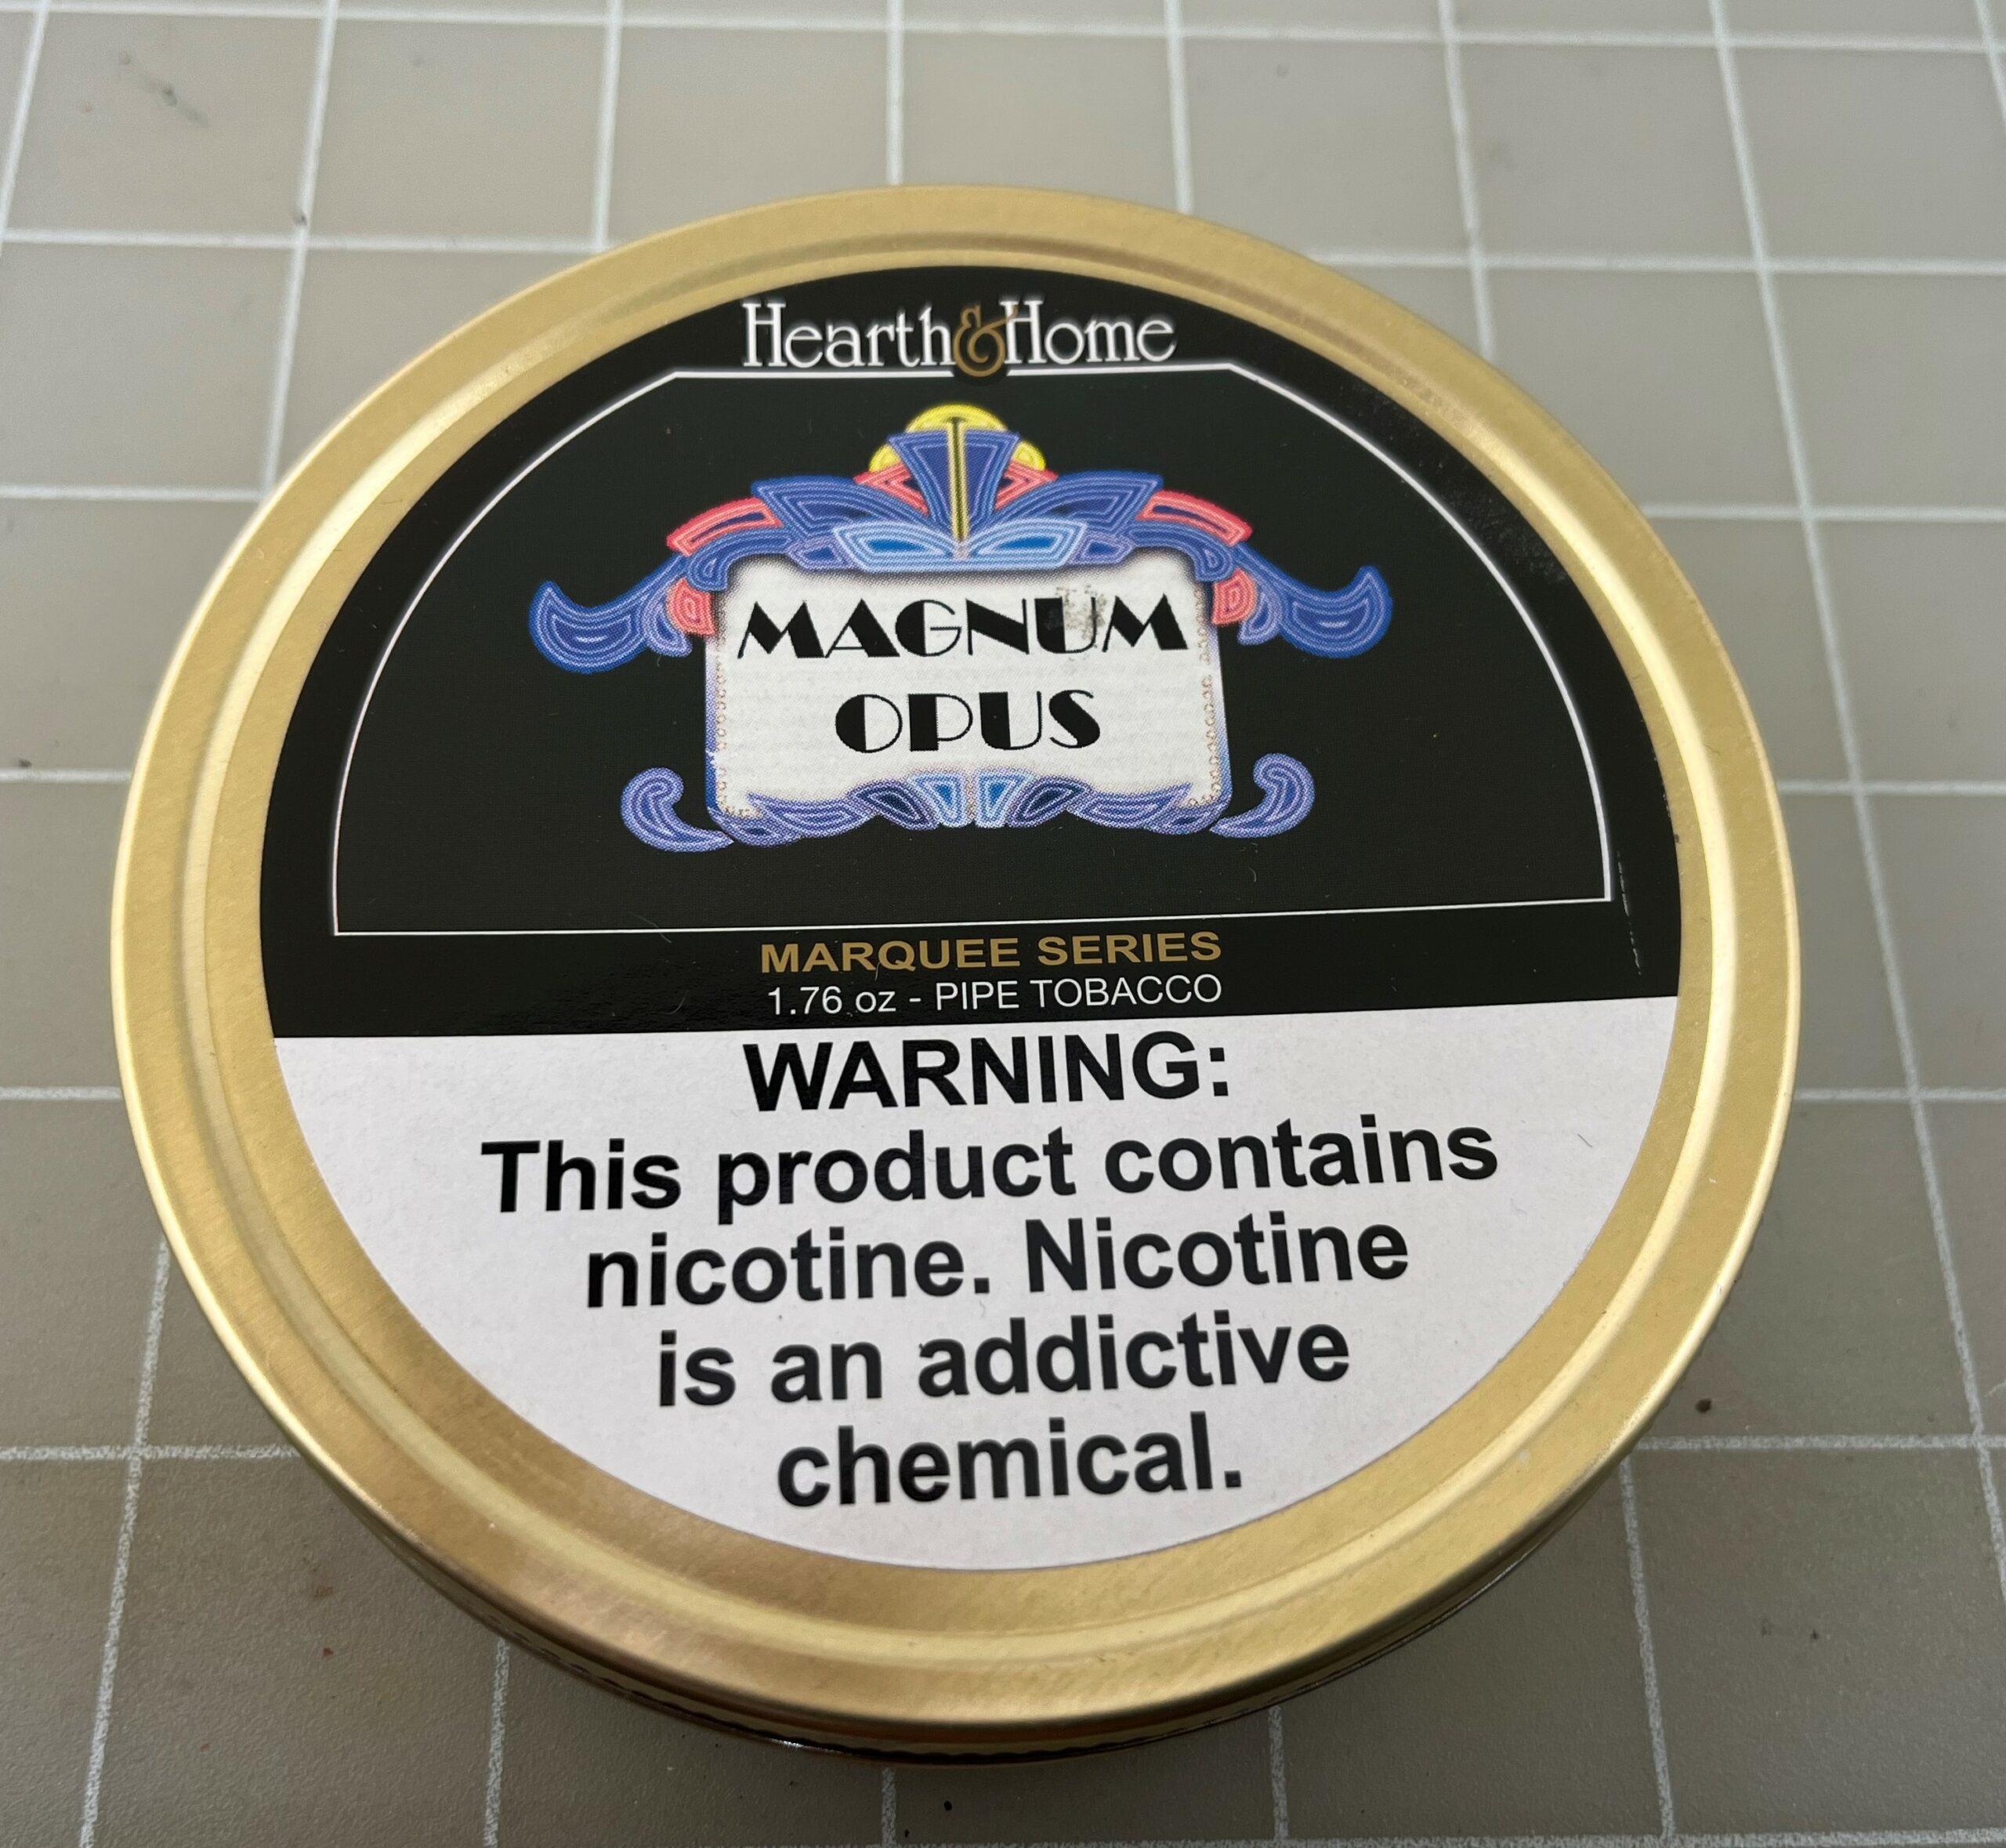 Hearth&Home
MAGNUM
OPUS
MARQUEE SERIES
1.76 oz - PIPE TOBACCO
WARNING:
This product contains
nicotine. Nicotine
is an addictive
chemical.